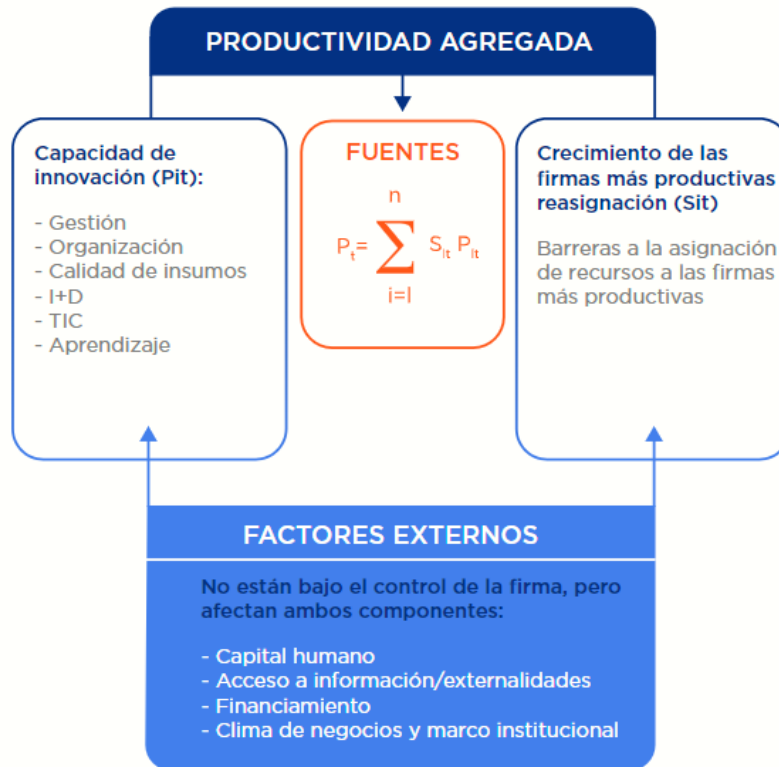 PRODUCTIVIDAD AGREGADA
Capacidad de
innovación (Pit):
- Gestión
- Organización
- Calidad de insumos
- I+D
- TIC
- Aprendizaje
FUENTES
n
Pt= ∑ Sit Pit
i=l
Crecimiento de las
firmas más productivas
reasignación (Sit)
Barreras a la asignación
de recursos a las firmas
más productivas
FACTORES EXTERNOS
No están bajo el control de la firma, pero
afectan ambos componentes:
- Capital humano
- Acceso a información/externalidades
- Financiamiento
- Clima de negocios y marco institucional